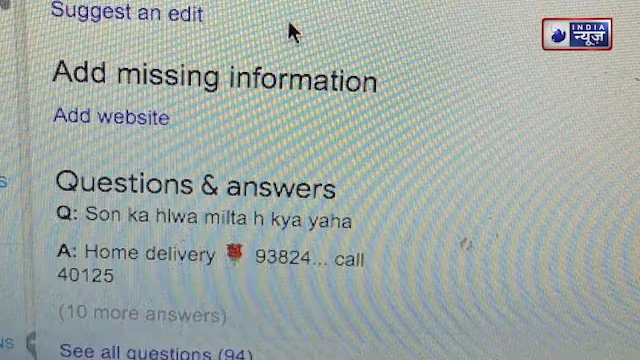 Suggest an edit
INDIA
न्यूज़
Add missing information
Add website
Questions & answers
Q: Son ka hlwa milta h kya yaha
A: Home delivery 🌹 93824... call
40125
(10 more answers)
See all questions (94)